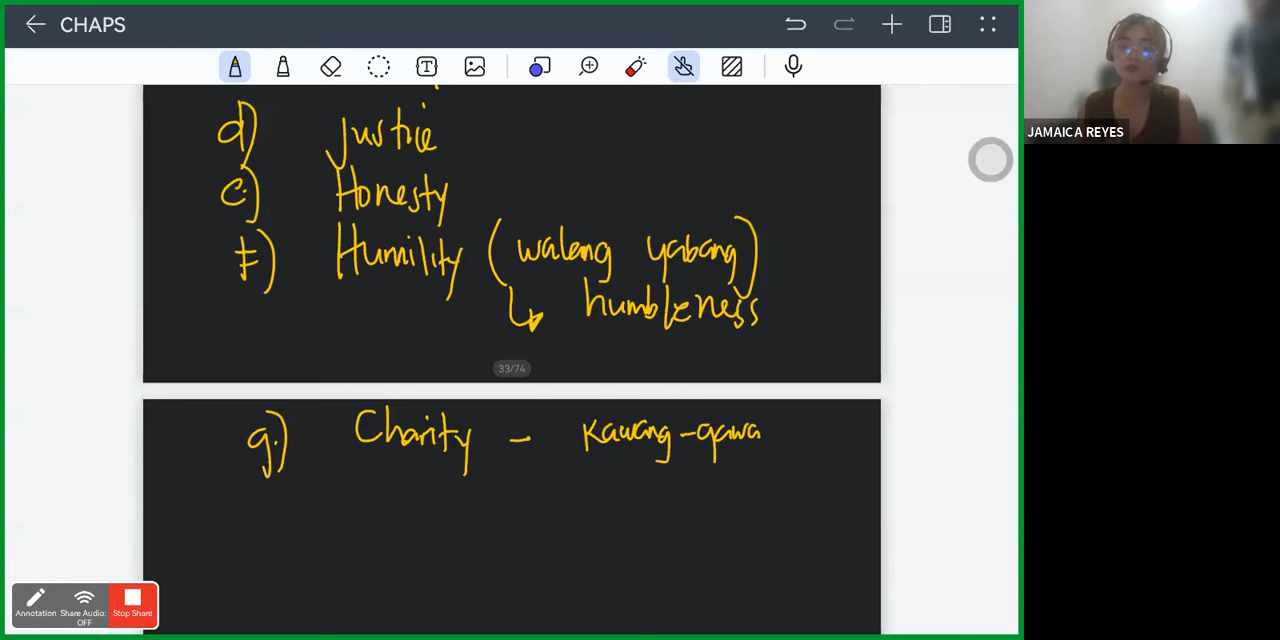 CHAPS
JAMAICA REYES
d) Justice
e.) Honesty
F) Humility (walang yabang)
↳ humbleness
33/74
g.) Charity - Kawang-gawa
Annotation Share Audio: OFF Stop Share